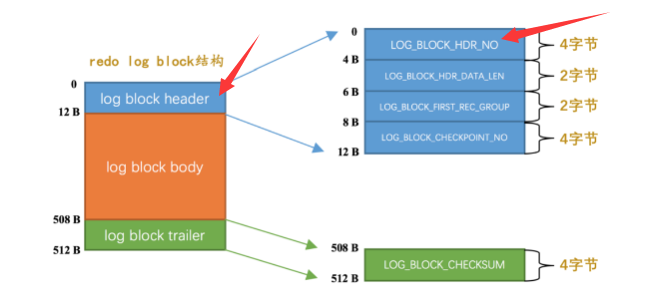 redo log block结构
0
log block header
12 B
log block body
508 B
log block trailer
512 B
0
LOG_BLOCK_HDR_NO
4字节
4 B
LOG_BLOCK_HDR_DATA_LEN
2字节
6 B
LOG_BLOCK_FIRST_REC_GROUP
2字节
8 B
LOG_BLOCK_CHECKPOINT_NO
4字节
12 B
508 B
LOG_BLOCK_CHECKSUM
4字节
512 B